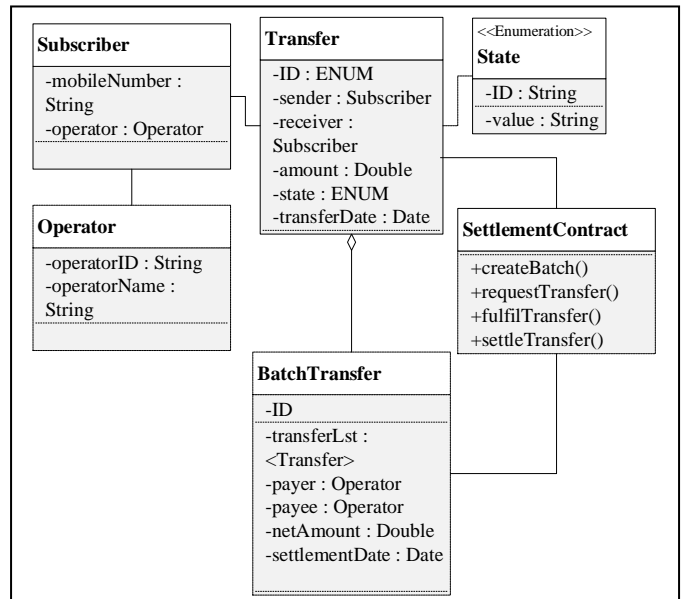 Subscriber
-mobileNumber :
String
-operator : Operator
Transfer
-ID : ENUM
-sender : Subscriber
-receiver :
Subscriber
-amount : Double
-state : ENUM
-transferDate : Date
<<Enumeration>>
State
-ID : String
-value : String
Operator
-operatorID : String
-operatorName :
String
SettlementContract
+createBatch()
+requestTransfer()
+fulfilTransfer()
+settleTransfer()
BatchTransfer
-ID
-transferLst :
<Transfer>
-payer : Operator
-payee : Operator
-netAmount : Double
-settlementDate : Date